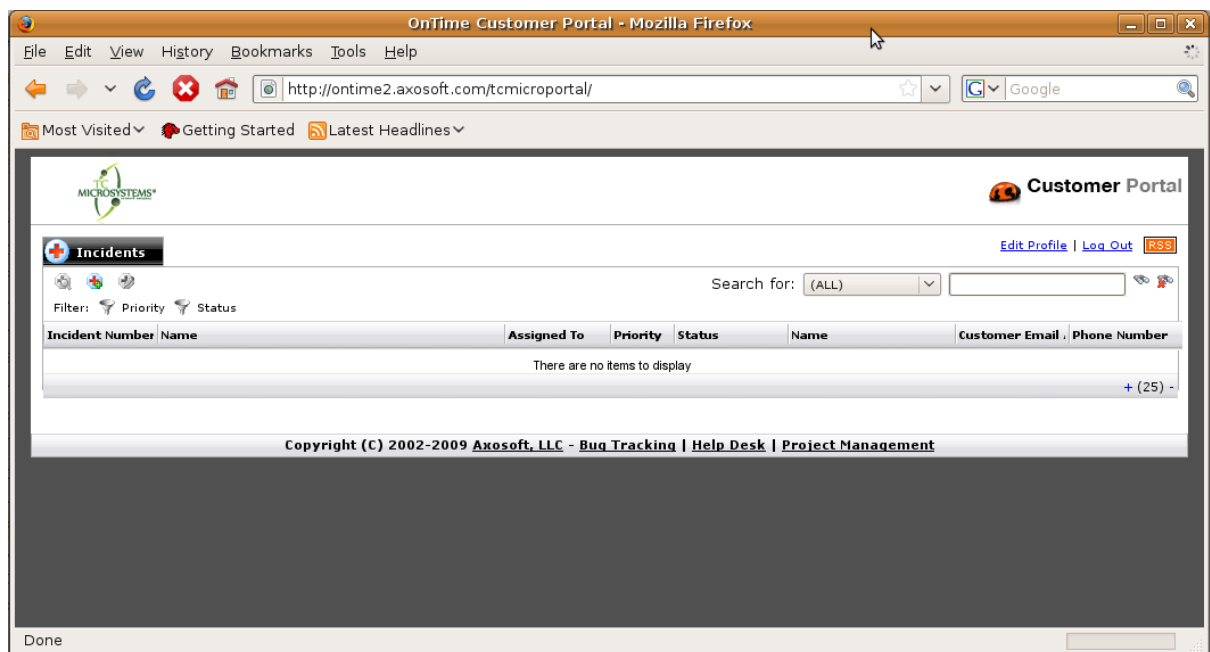 OnTime Customer Portal - Mozilla Firefox
File Edit View History Bookmarks Tools Help
http://ontime2.axosoft.com/tcmicroportal/ G Google
Most Visited Getting Started Latest Headlines
TC
MICROSYSTEMS
Customer Portal
Incidents
Edit Profile | Log Out RSS
Search for: (ALL)
Filter: Priority Status
Incident Number Name Assigned To Priority Status Name Customer Email Phone Number
There are no items to display
+ (25) -
Copyright (C) 2002-2009 Axosoft, LLC - Bug Tracking | Help Desk | Project Management
Done